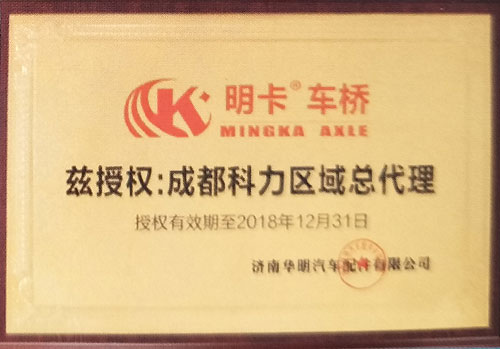 明卡®车桥
MINGKA AXLE
兹授权:成都科力区域总代理
授权有效期至2018年12月31日
济南华明汽车配件有限公司